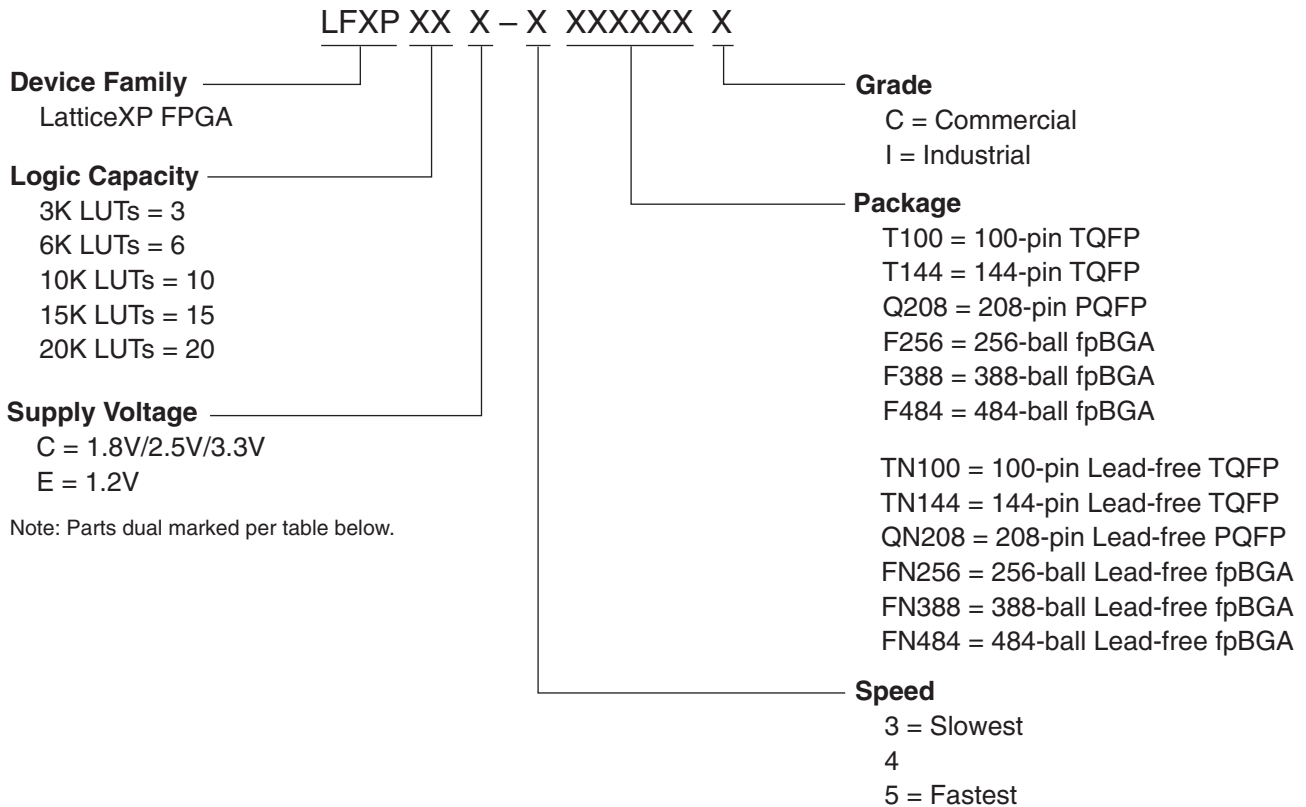 LFXP XX X – X XXXXXX X
Device Family
LatticeXP FPGA
Logic Capacity
3K LUTs = 3
6K LUTs = 6
10K LUTs = 10
15K LUTs = 15
20K LUTs = 20
Supply Voltage
C = 1.8V/2.5V/3.3V
E = 1.2V
Note: Parts dual marked per table below.
Grade
C = Commercial
I = Industrial
Package
T100 = 100-pin TQFP
T144 = 144-pin TQFP
Q208 = 208-pin PQFP
F256 = 256-ball fpBGA
F388 = 388-ball fpBGA
F484 = 484-ball fpBGA
TN100 = 100-pin Lead-free TQFP
TN144 = 144-pin Lead-free TQFP
QN208 = 208-pin Lead-free PQFP
FN256 = 256-ball Lead-free fpBGA
FN388 = 388-ball Lead-free fpBGA
FN484 = 484-ball Lead-free fpBGA
Speed
3 = Slowest
4
5 = Fastest